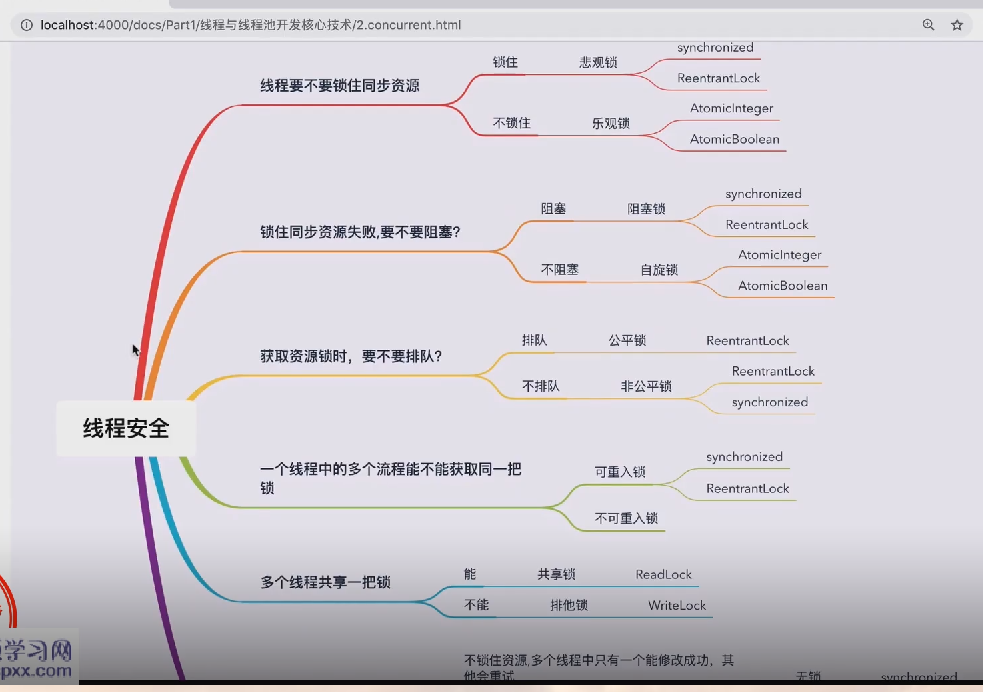 localhost:4000/docs/Part1/线程与线程池开发核心技术/2.concurrent.html
线程安全
线程要不要锁住同步资源
锁住
悲观锁
synchronized
ReentrantLock
不锁住
乐观锁
AtomicInteger
AtomicBoolean
锁住同步资源失败,要不要阻塞?
阻塞
阻塞锁
synchronized
ReentrantLock
不阻塞
自旋锁
AtomicInteger
AtomicBoolean
获取资源锁时，要不要排队?
排队
公平锁
ReentrantLock
不排队
非公平锁
ReentrantLock
synchronized
一个线程中的多个流程能不能获取同一把
锁
可重入锁
synchronized
ReentrantLock
不可重入锁
多个线程共享一把锁
能
共享锁
ReadLock
不能
排他锁
WriteLock
不锁住资源,多个线程中只有一个能修改成功，其
他会重试
无锁
synchronized
学习网
pxx.com